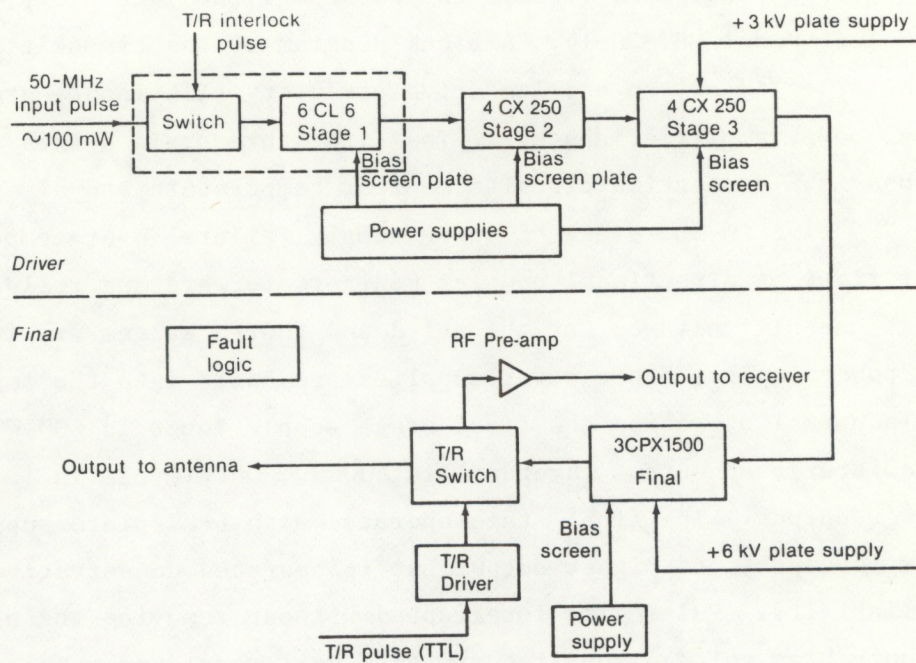 T/R interlock
pulse
+3 kV plate supply
50-MHz
input pulse
~100 mW
Switch
6 CL 6
Stage 1
4 CX 250
Stage 2
4 CX 250
Stage 3
Bias
screen plate
Bias
screen plate
Bias
screen
Power supplies
Driver
Final
Fault
logic
RF Pre-amp
Output to receiver
T/R
Switch
3CPX1500
Final
Output to antenna
Bias
screen
+6 kV plate supply
T/R
Driver
Power
supply
T/R pulse (TTL)